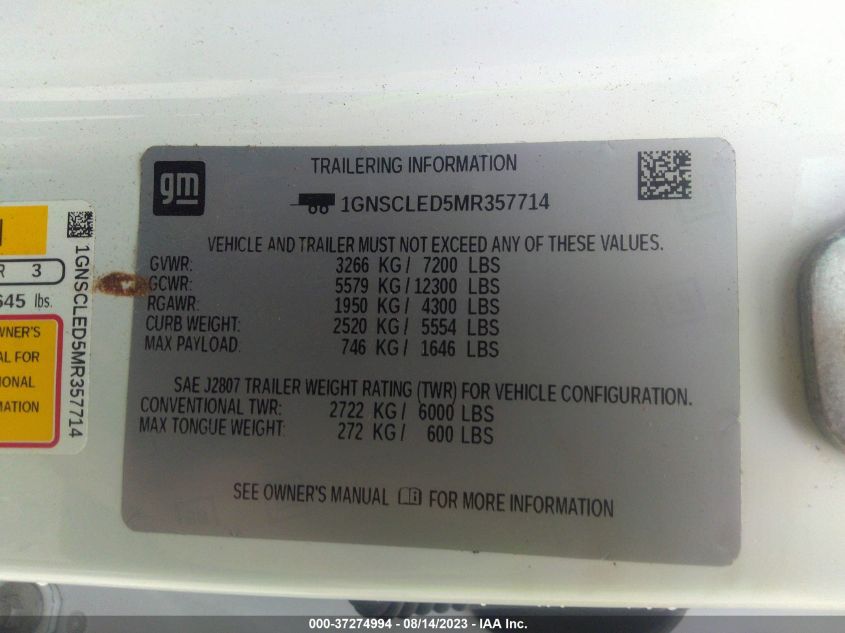 gm
TRAILERING INFORMATION
1GNSCLED5MR357714
VEHICLE AND TRAILER MUST NOT EXCEED ANY OF THESE VALUES.
GVWR: 3266 KG / 7200 LBS
GCWR: 5579 KG / 12300 LBS
RGAWR: 1950 KG / 4300 LBS
CURB WEIGHT: 2520 KG / 5554 LBS
MAX PAYLOAD: 746 KG / 1646 LBS
SAE J2807 TRAILER WEIGHT RATING (TWR) FOR VEHICLE CONFIGURATION.
CONVENTIONAL TWR: 2722 KG / 6000 LBS
MAX TONGUE WEIGHT: 272 KG / 600 LBS
SEE OWNER'S MANUAL FOR MORE INFORMATION
R 3
645 lbs.
WNER'S
AL FOR
IONAL
MATION
1GNSCLED5MR357714
000-37274994 - 08/14/2023 - IAA Inc.